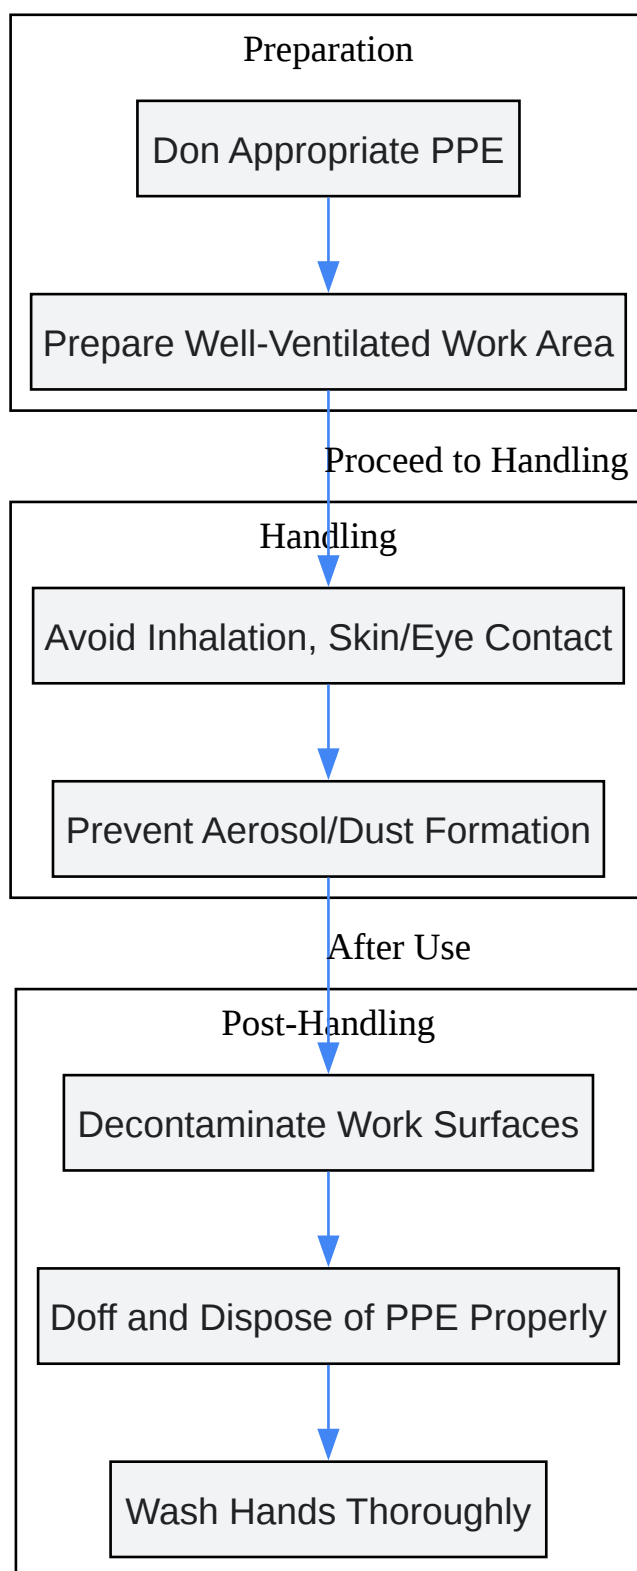 Preparation
Don Appropriate PPE
Prepare Well-Ventilated Work Area
Proceed to Handling
Handling
Avoid Inhalation, Skin/Eye Contact
Prevent Aerosol/Dust Formation
After Use
Post-Handling
Decontaminate Work Surfaces
Doff and Dispose of PPE Properly
Wash Hands Thoroughly